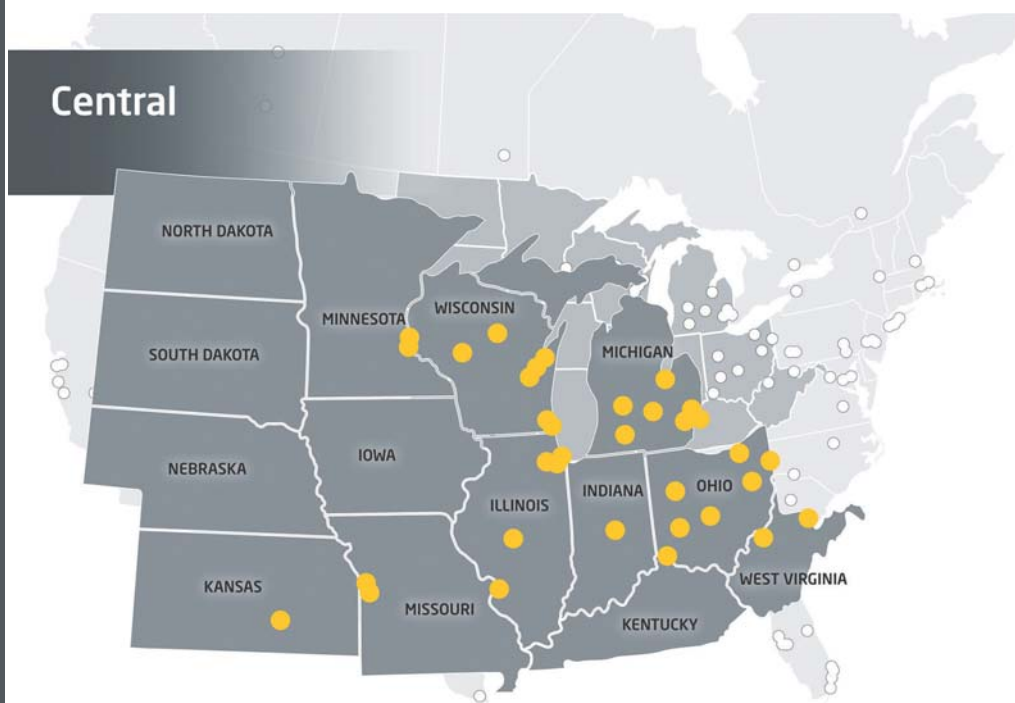 Central
NORTH DAKOTA
MINNESOTA
WISCONSIN
SOUTH DAKOTA
MICHIGAN
IOWA
NEBRASKA
ILLINOIS
INDIANA
OHIO
KANSAS
MISSOURI
WEST VIRGINIA
KENTUCKY